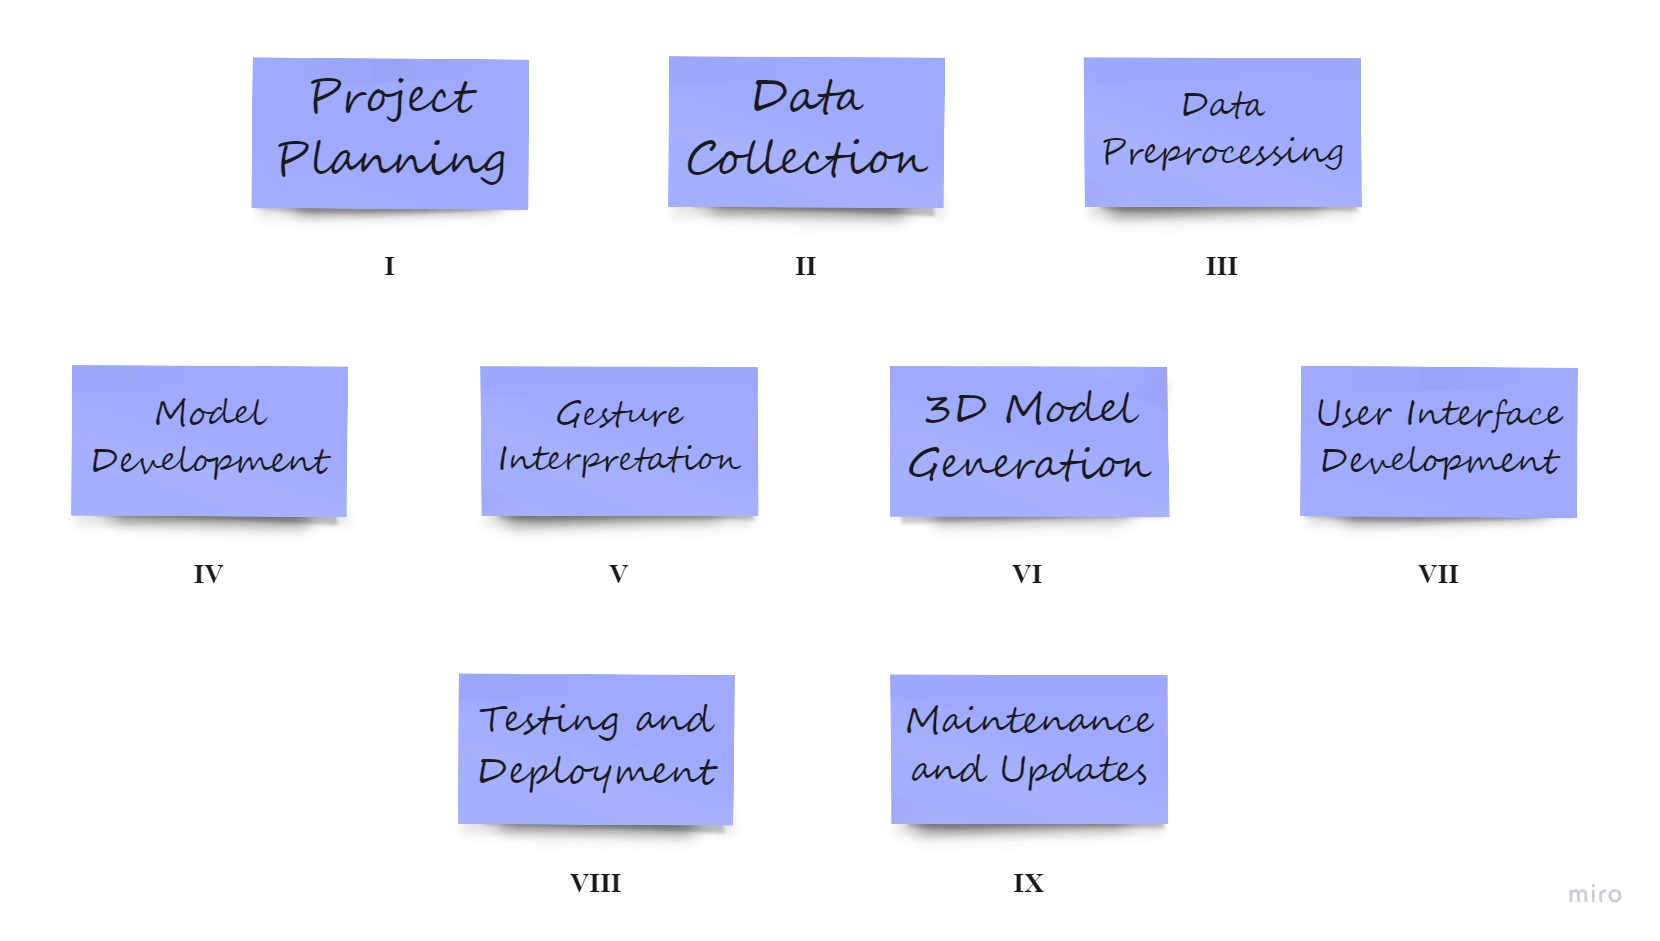 Project
Planning
I
Data
Collection
II
Data
Preprocessing
III
Model
Development
IV
Gesture
Interpretation
V
3D Model
Generation
VI
User Interface
Development
VII
Testing and
Deployment
VIII
Maintenance
and Updates
IX
miro